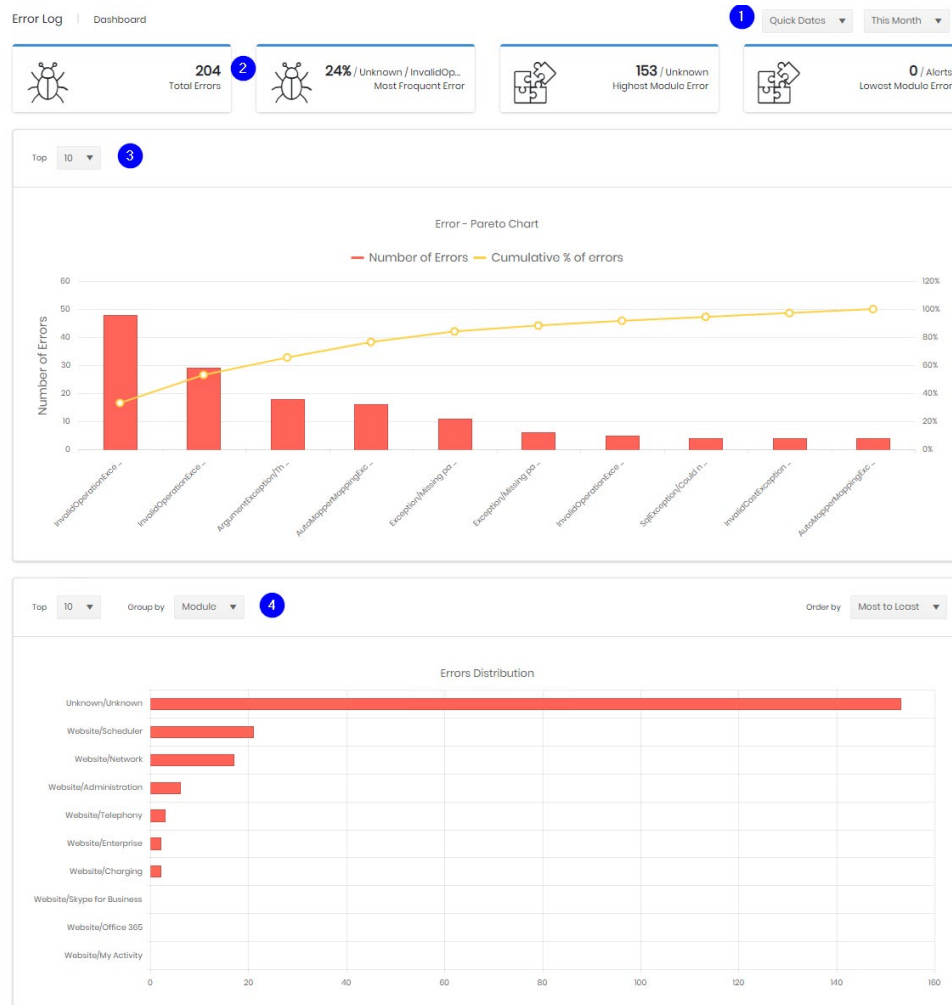 Error Log | Dashboard
1
Quick Dates ▼ This Month ▼
204
Total Errors
2
24% / Unknown / InvalidOp...
Most Frequent Error
153 / Unknown
Highest Module Error
0 / Alerts
Lowest Module Error
Top 10 ▼ 3
Error - Pareto Chart
Number of Errors Cumulative % of errors
Number of Errors
60
50
40
30
20
10
0
120%
100%
80%
60%
40%
20%
0%
InvalidOperationExce...
InvalidOperationExce...
ArgumentException/Th...
AutoMapperMappingExc...
Exception/Missing pa...
Exception/Missing pa...
InvalidOperationExce...
SqlException/Could n...
InvalidCastException...
AutoMapperMappingExc...
Top 10 ▼ Group by Module ▼ 4 Order by Most to Least ▼
Errors Distribution
Unknown/Unknown
Website/Scheduler
Website/Network
Website/Administration
Website/Telephony
Website/Enterprise
Website/Charging
Website/Skype for Business
Website/Office 365
Website/My Activity
0 20 40 60 80 100 120 140 160